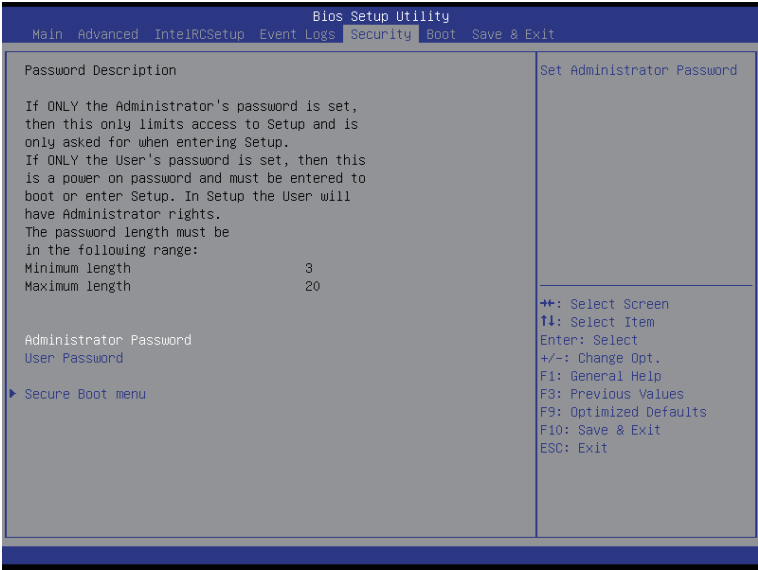 Bios Setup Utility
Main Advanced IntelRCSetup Event Logs Security Boot Save & Exit
Password Description
If ONLY the Administrator's password is set,
then this only limits access to Setup and is
only asked for when entering Setup.
If ONLY the User's password is set, then this
is a power on password and must be entered to
boot or enter Setup. In Setup the User will
have Administrator rights.
The password length must be
in the following range:
Minimum length 3
Maximum length 20
Administrator Password
User Password
Secure Boot menu
Set Administrator Password
→←: Select Screen
↑↓: Select Item
Enter: Select
+/-: Change Opt.
F1: General Help
F3: Previous Values
F9: Optimized Defaults
F10: Save & Exit
ESC: Exit